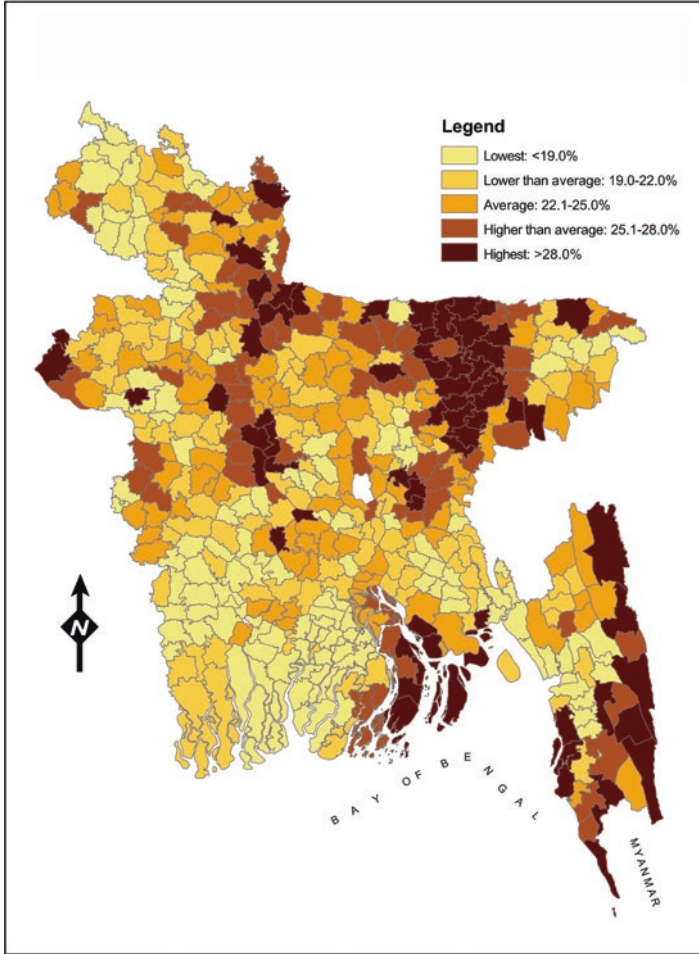 Legend
Lowest: <19.0%
Lower than average: 19.0-22.0%
Average: 22.1-25.0%
Higher than average: 25.1-28.0%
Highest: >28.0%
N
BAY OF BENGAL
MYANMAR